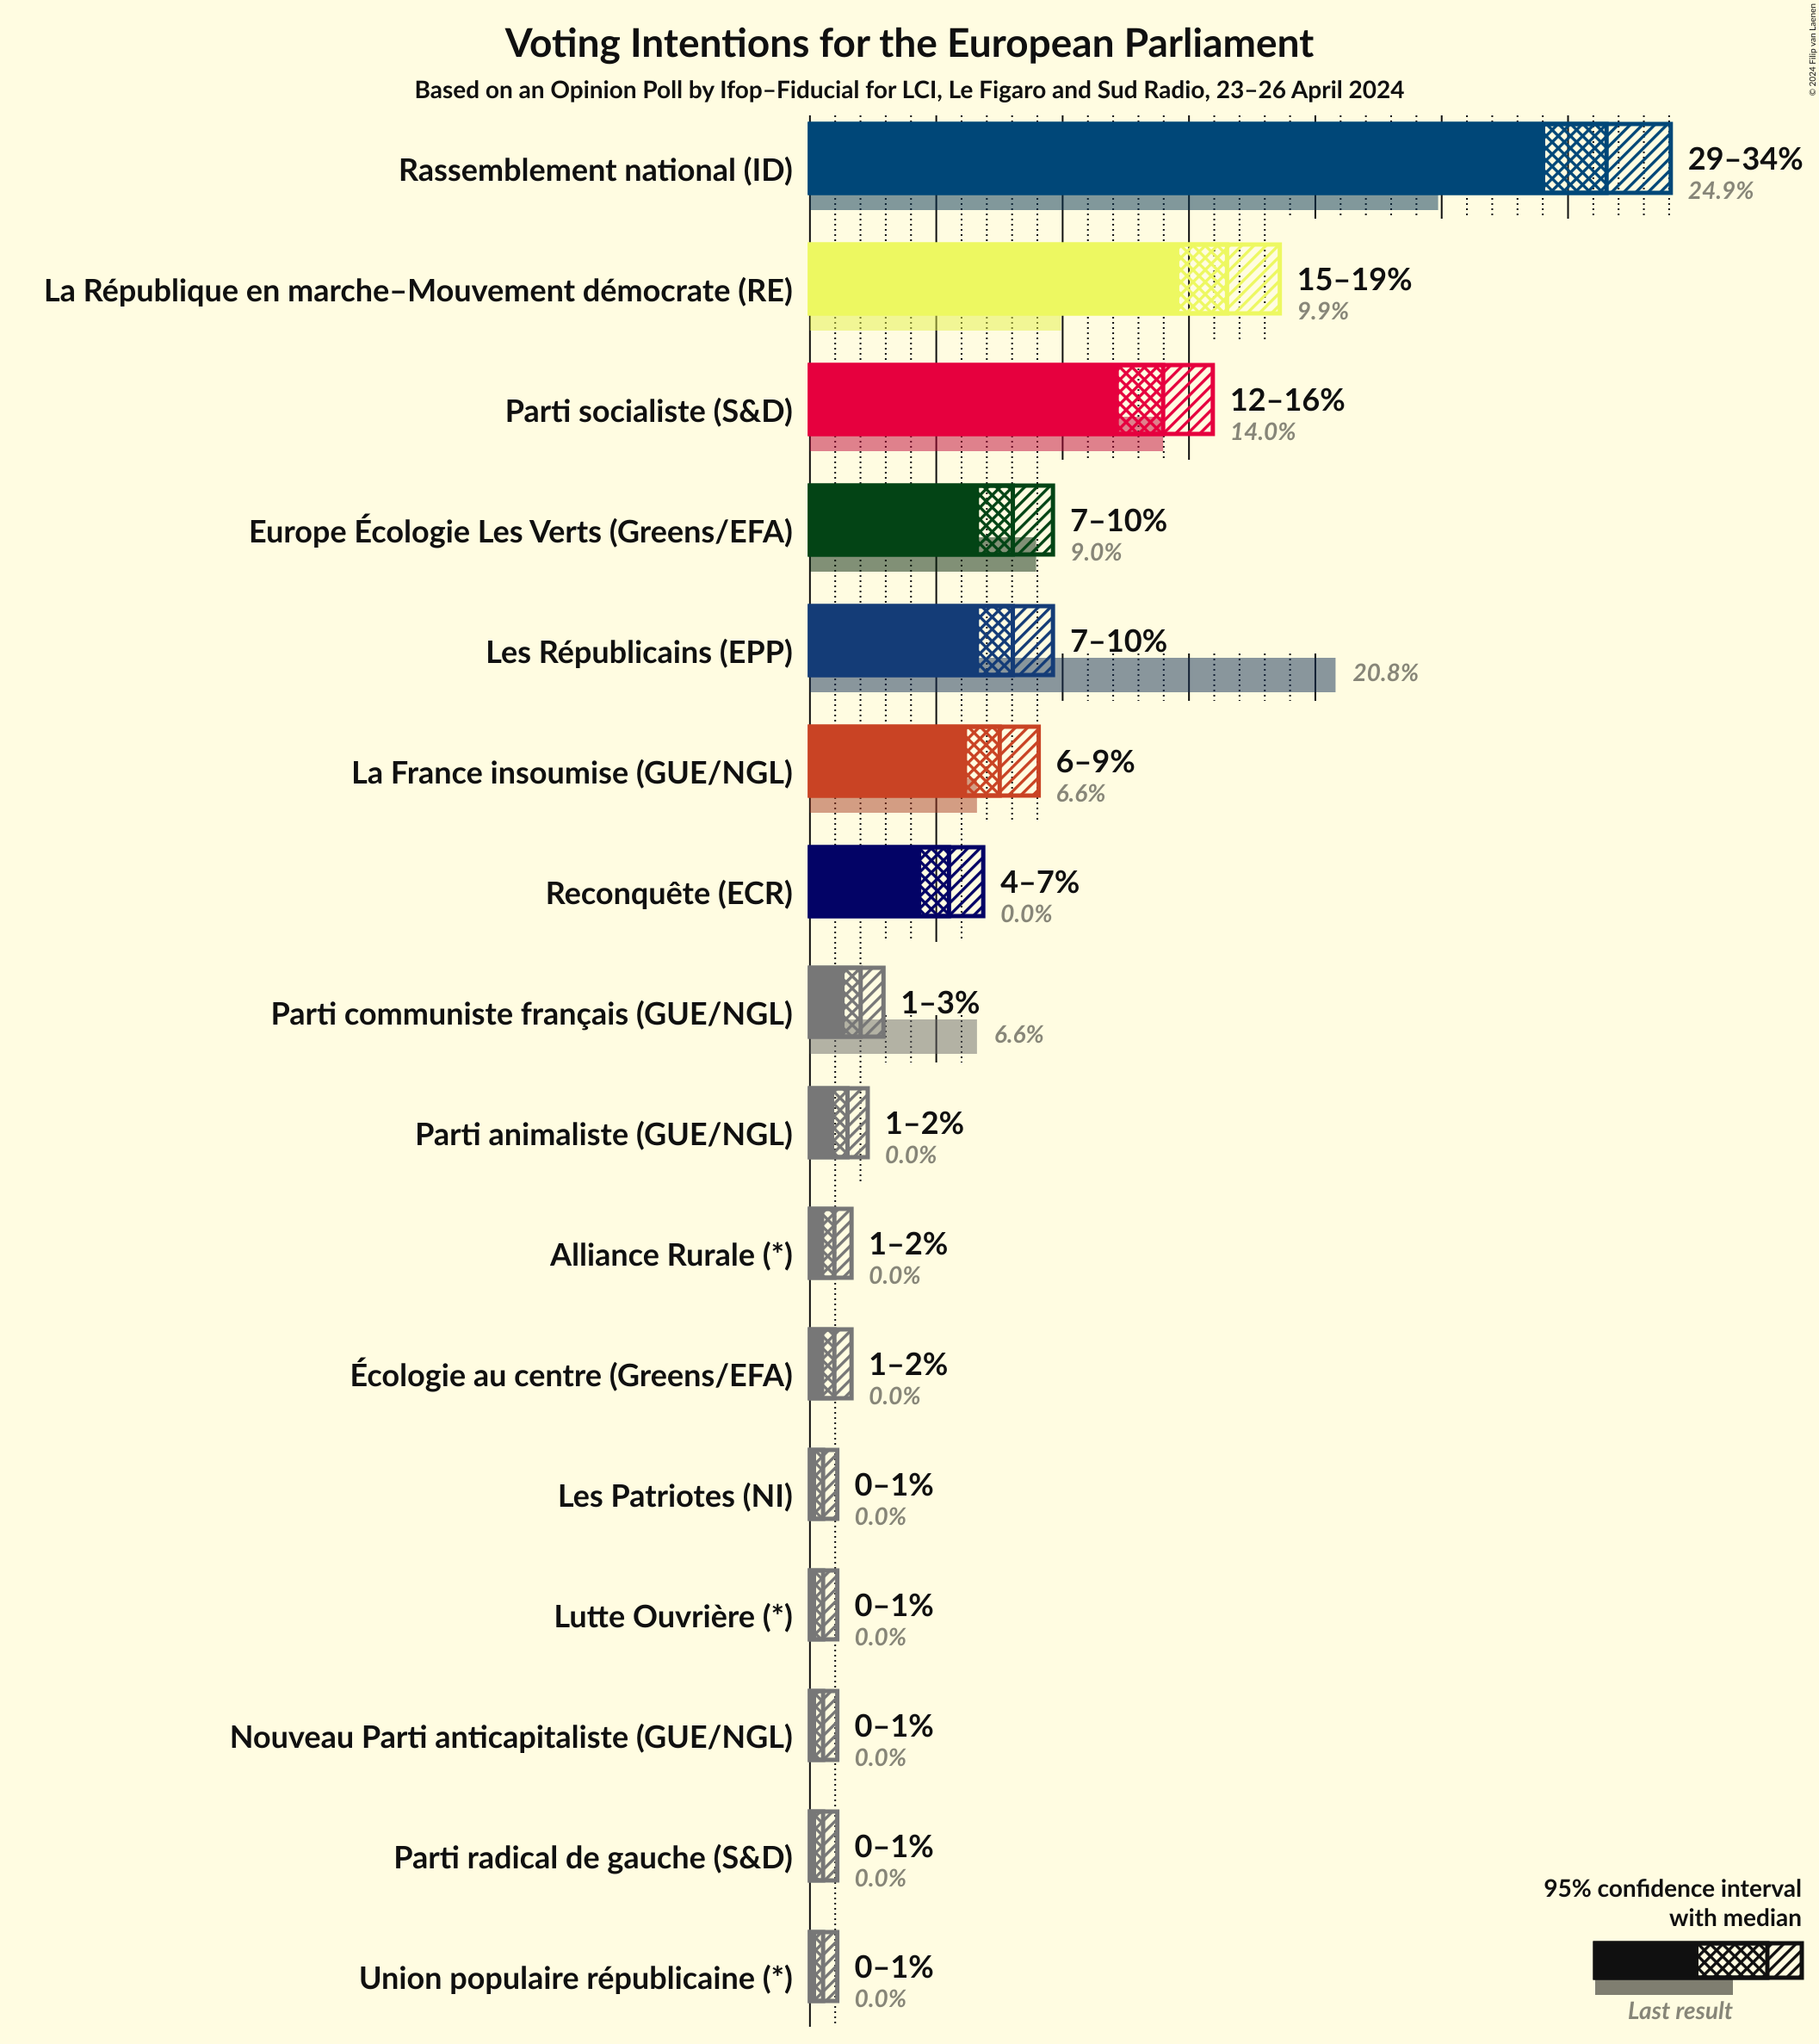 Voting Intentions for the European Parliament
Based on an Opinion Poll by Ifop–Fiducial for LCI, Le Figaro and Sud Radio, 23–26 April 2024
© 2024 Filip van Laenen
Rassemblement national (ID)
29–34%
24.9%
La République en marche–Mouvement démocrate (RE)
15–19%
9.9%
Parti socialiste (S&D)
12–16%
14.0%
Europe Écologie Les Verts (Greens/EFA)
7–10%
9.0%
Les Républicains (EPP)
7–10%
20.8%
La France insoumise (GUE/NGL)
6–9%
6.6%
Reconquête (ECR)
4–7%
0.0%
Parti communiste français (GUE/NGL)
1–3%
6.6%
Parti animaliste (GUE/NGL)
1–2%
0.0%
Alliance Rurale (*)
1–2%
0.0%
Écologie au centre (Greens/EFA)
1–2%
0.0%
Les Patriotes (NI)
0–1%
0.0%
Lutte Ouvrière (*)
0–1%
0.0%
Nouveau Parti anticapitaliste (GUE/NGL)
0–1%
0.0%
Parti radical de gauche (S&D)
0–1%
0.0%
Union populaire républicaine (*)
0–1%
0.0%
95% confidence interval
with median
Last result